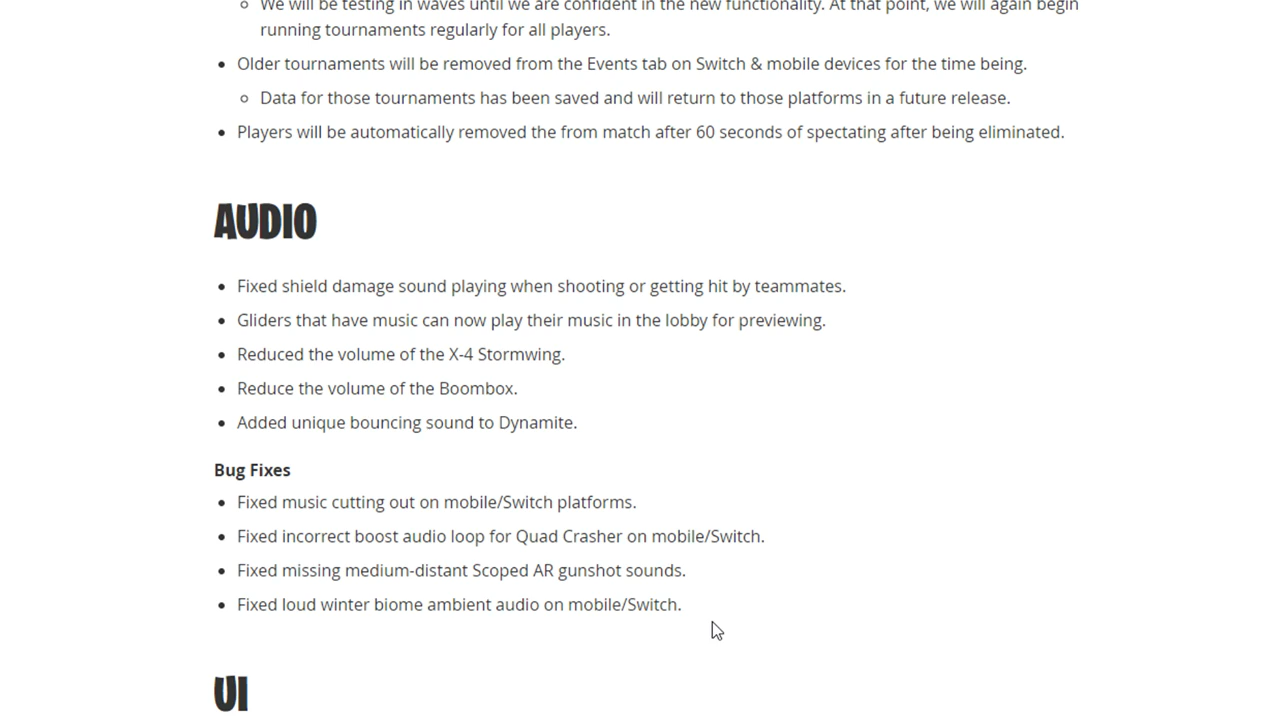 We will be testing in waves until we are confident in the new functionality. At that point, we will again begin
running tournaments regularly for all players.
Older tournaments will be removed from the Events tab on Switch & mobile devices for the time being.
Data for those tournaments has been saved and will return to those platforms in a future release.
Players will be automatically removed the from match after 60 seconds of spectating after being eliminated.
AUDIO
Fixed shield damage sound playing when shooting or getting hit by teammates.
Gliders that have music can now play their music in the lobby for previewing.
Reduced the volume of the X-4 Stormwing.
Reduce the volume of the Boombox.
Added unique bouncing sound to Dynamite.
Bug Fixes
Fixed music cutting out on mobile/Switch platforms.
Fixed incorrect boost audio loop for Quad Crasher on mobile/Switch.
Fixed missing medium-distant Scoped AR gunshot sounds.
Fixed loud winter biome ambient audio on mobile/Switch.
UI